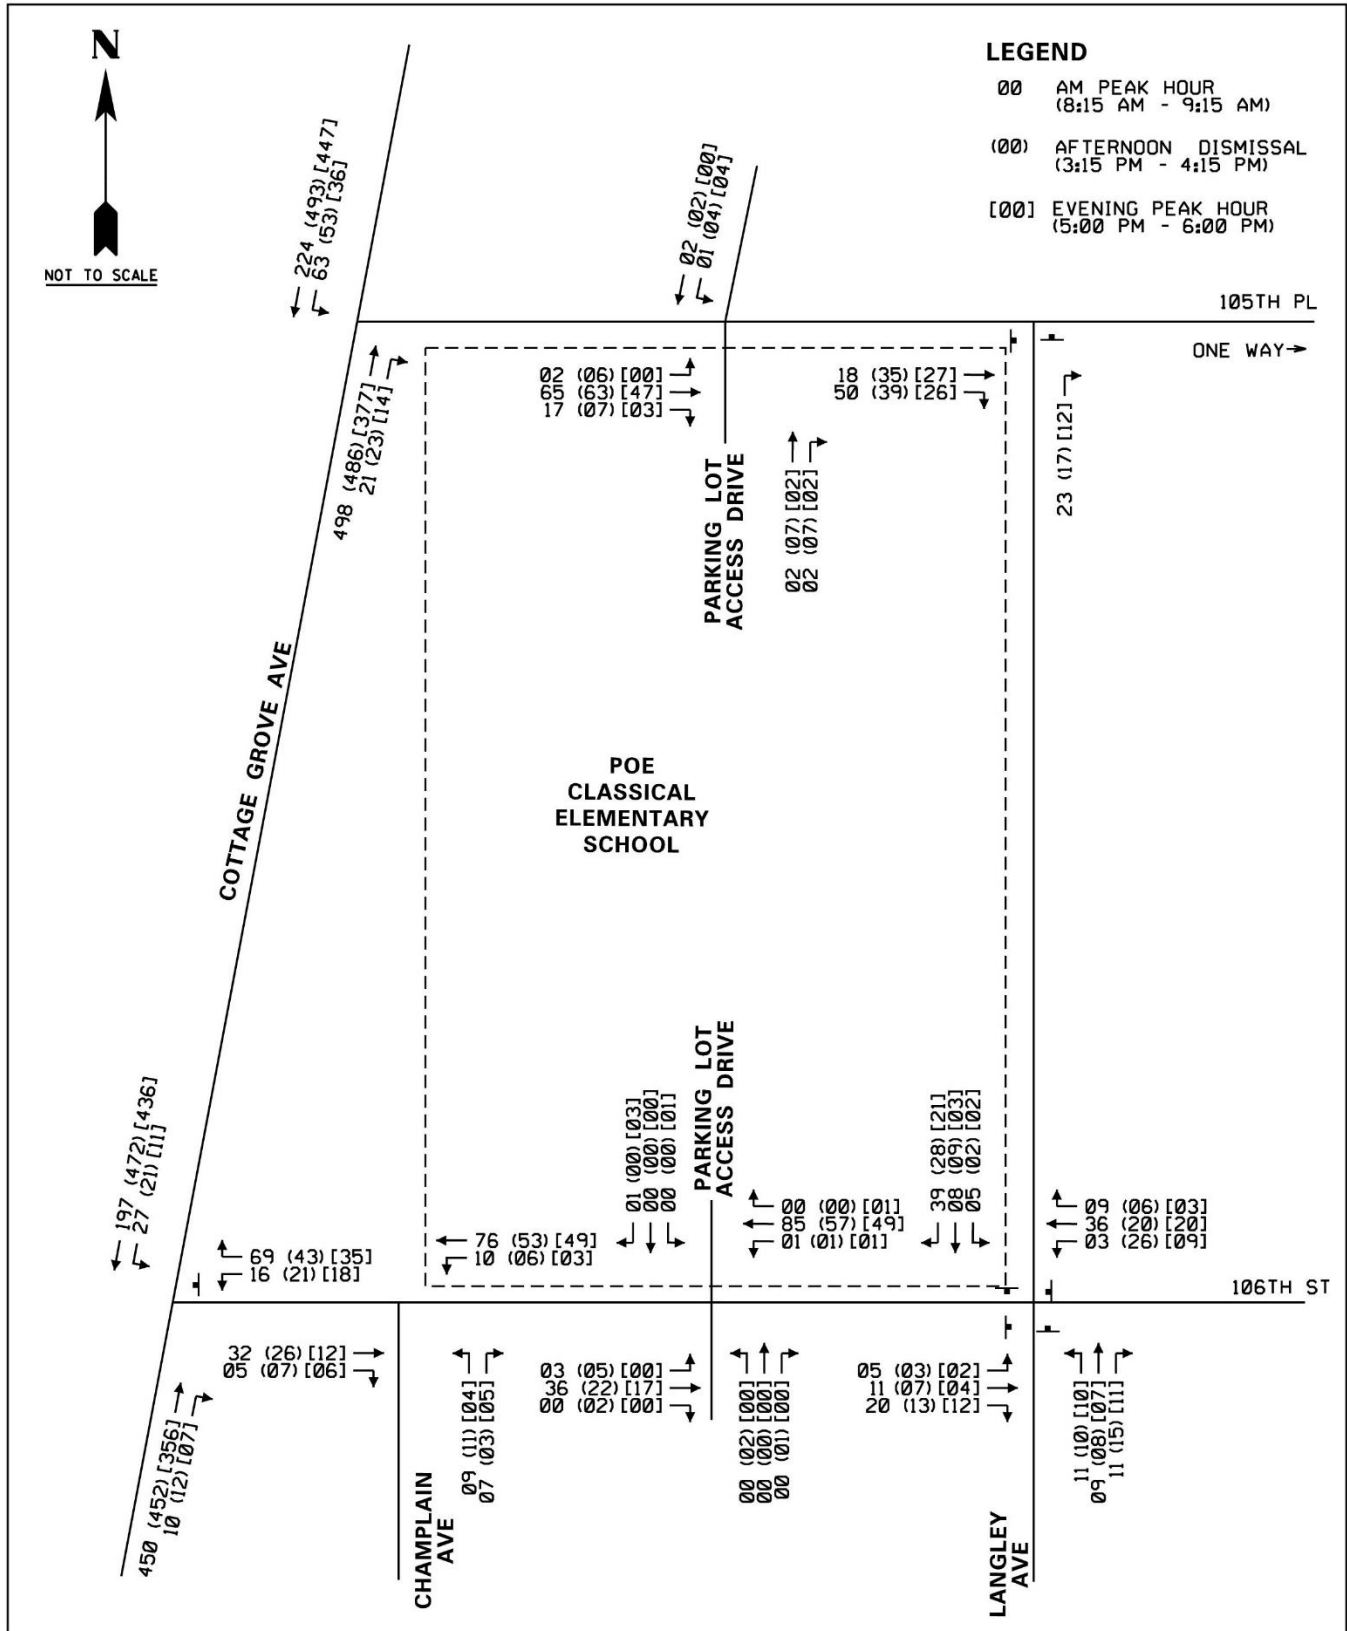 N
NOT TO SCALE
LEGEND
00 AM PEAK HOUR
(8:15 AM - 9:15 AM)
(00) AFTERNOON DISMISSAL
(3:15 PM - 4:15 PM)
[00] EVENING PEAK HOUR
(5:00 PM - 6:00 PM)
224 (493) [447]
63 (53) [36]
02 (02) [00]
01 (04) [04]
105TH PL
ONE WAY
498 (486) [377]
21 (23) [14]
02 (06) [00]
65 (63) [47]
17 (07) [03]
18 (35) [27]
50 (39) [26]
23 (17) [12]
PARKING LOT
ACCESS DRIVE
02 (07) [02]
02 (07) [02]
COTTAGE GROVE AVE
POE
CLASSICAL
ELEMENTARY
SCHOOL
197 (472) [436]
27 (21) [11]
69 (43) [35]
16 (21) [18]
76 (53) [49]
10 (06) [03]
01 (00) [03]
00 (00) [00]
00 (00) [01]
PARKING LOT
ACCESS DRIVE
00 (00) [01]
85 (57) [49]
01 (01) [01]
39 (28) [21]
08 (09) [03]
05 (02) [02]
09 (06) [03]
36 (20) [20]
03 (26) [09]
106TH ST
450 (452) [356]
10 (12) [07]
32 (26) [12]
05 (07) [06]
CHAMPLAIN
AVE
09 (11) [04]
07 (03) [05]
03 (05) [00]
36 (22) [17]
00 (02) [00]
00 (02) [00]
00 (00) [00]
00 (01) [00]
05 (03) [02]
11 (07) [04]
20 (13) [12]
LANGLEY
AVE
11 (10) [10]
09 (08) [07]
11 (15) [11]